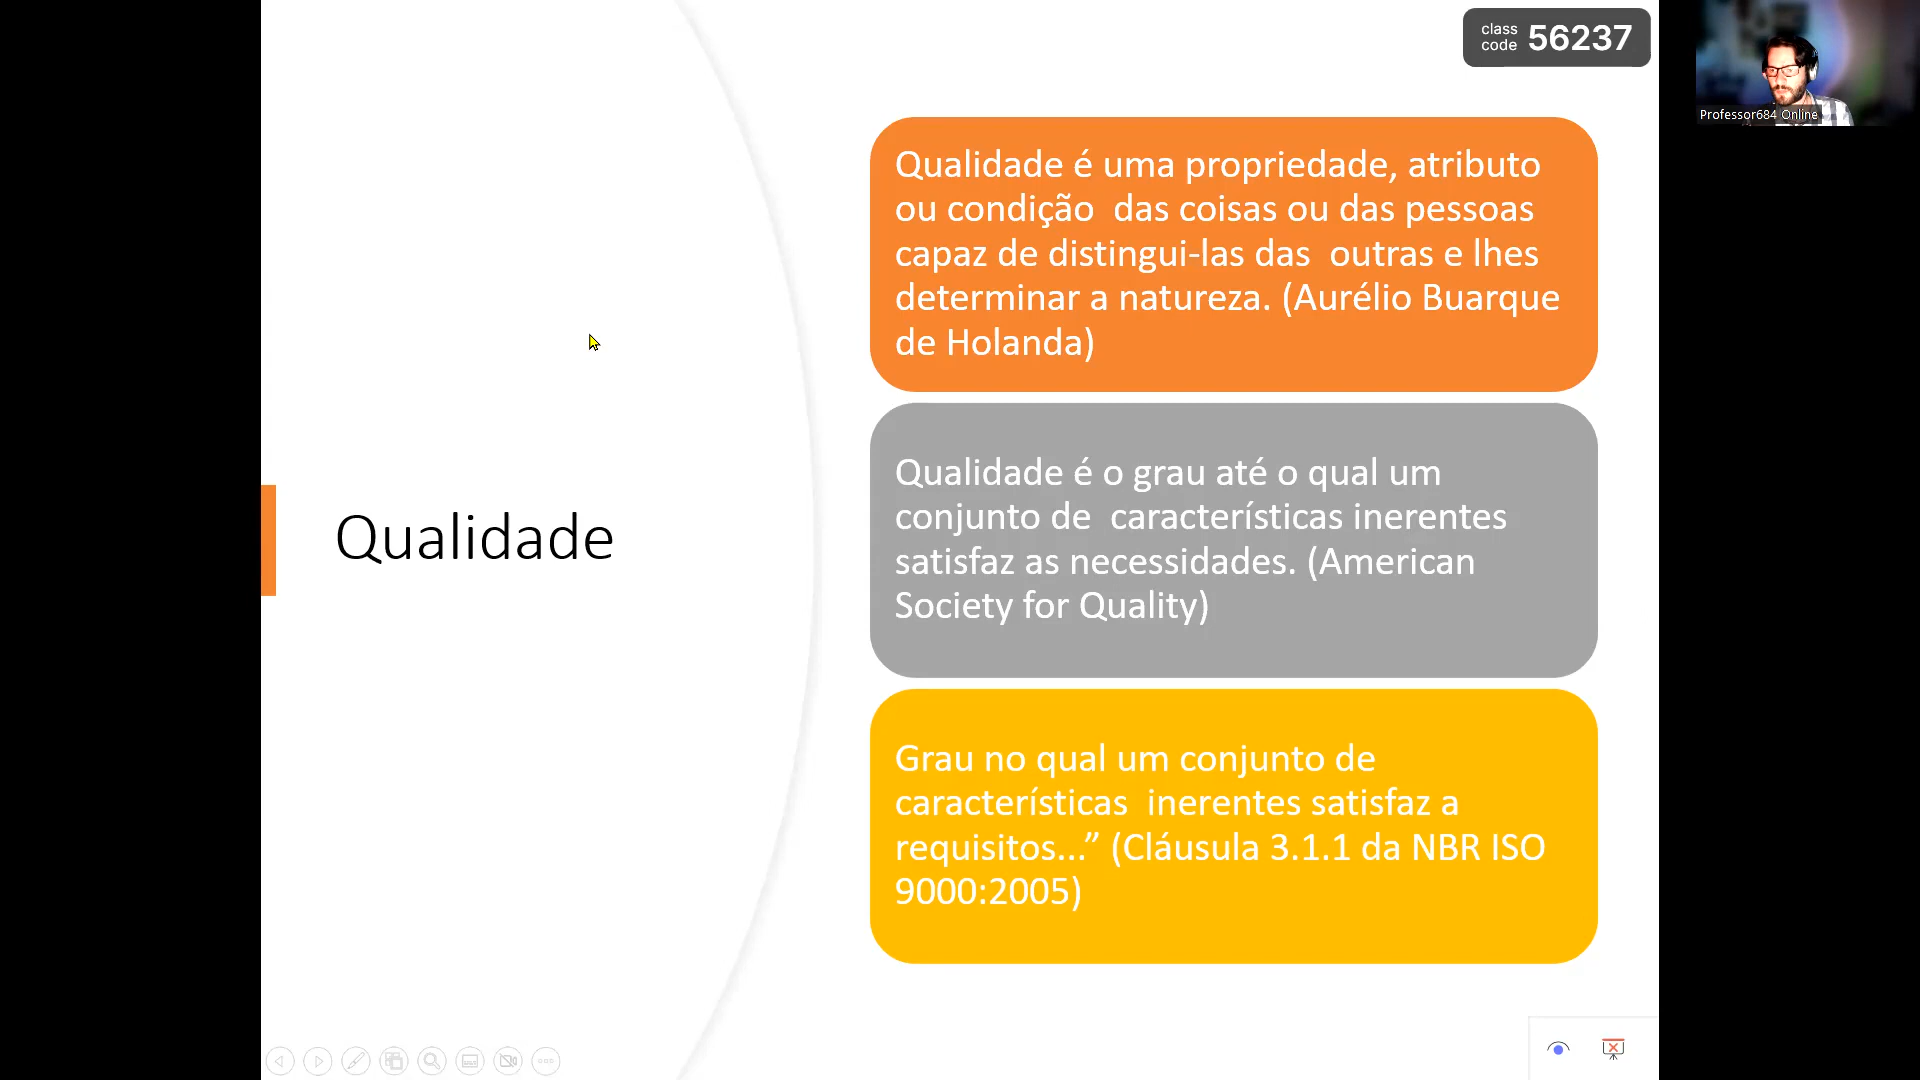 class code 56237
Professor684 Online
Qualidade
Qualidade é uma propriedade, atributo
ou condição  das coisas ou das pessoas
capaz de distingui-las das  outras e lhes
determinar a natureza. (Aurélio Buarque
de Holanda)
Qualidade é o grau até o qual um
conjunto de  características inerentes
satisfaz as necessidades. (American
Society for Quality)
Grau no qual um conjunto de
características  inerentes satisfaz a
requisitos...” (Cláusula 3.1.1 da NBR ISO
9000:2005)